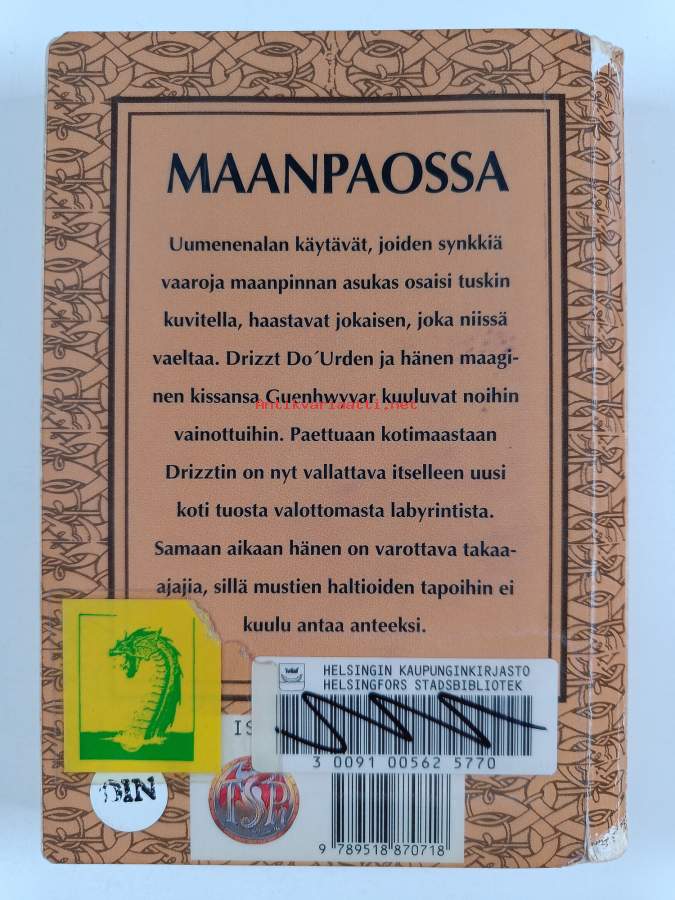 MAANPAOSSA
Uumenenalan käytävät, joiden synkkiä
vaaroja maanpinnan asukas osaisi tuskin
kuvitella, haastavat jokaisen, joka niissä
vaeltaa. Drizzt Do´Urden ja hänen maagi-
nen kissansa Guenhwyvar kuuluvat noihin
Antikvariaatti.net
vainottuihin. Paettuaan kotimaastaan
Drizztin on nyt vallattava itselleen uusi
koti tuosta valottomasta labyrintista.
Samaan aikaan hänen on varottava takaa-
ajajia, sillä mustien haltioiden tapoihin ei
kuulu antaa anteeksi.
HELSINGIN KAUPUNGINKIRJASTO
HELSINGFORS STADSBIBLIOTEK
IS
3 0091 00562 5770
DIN
TSR
9 789518 870718